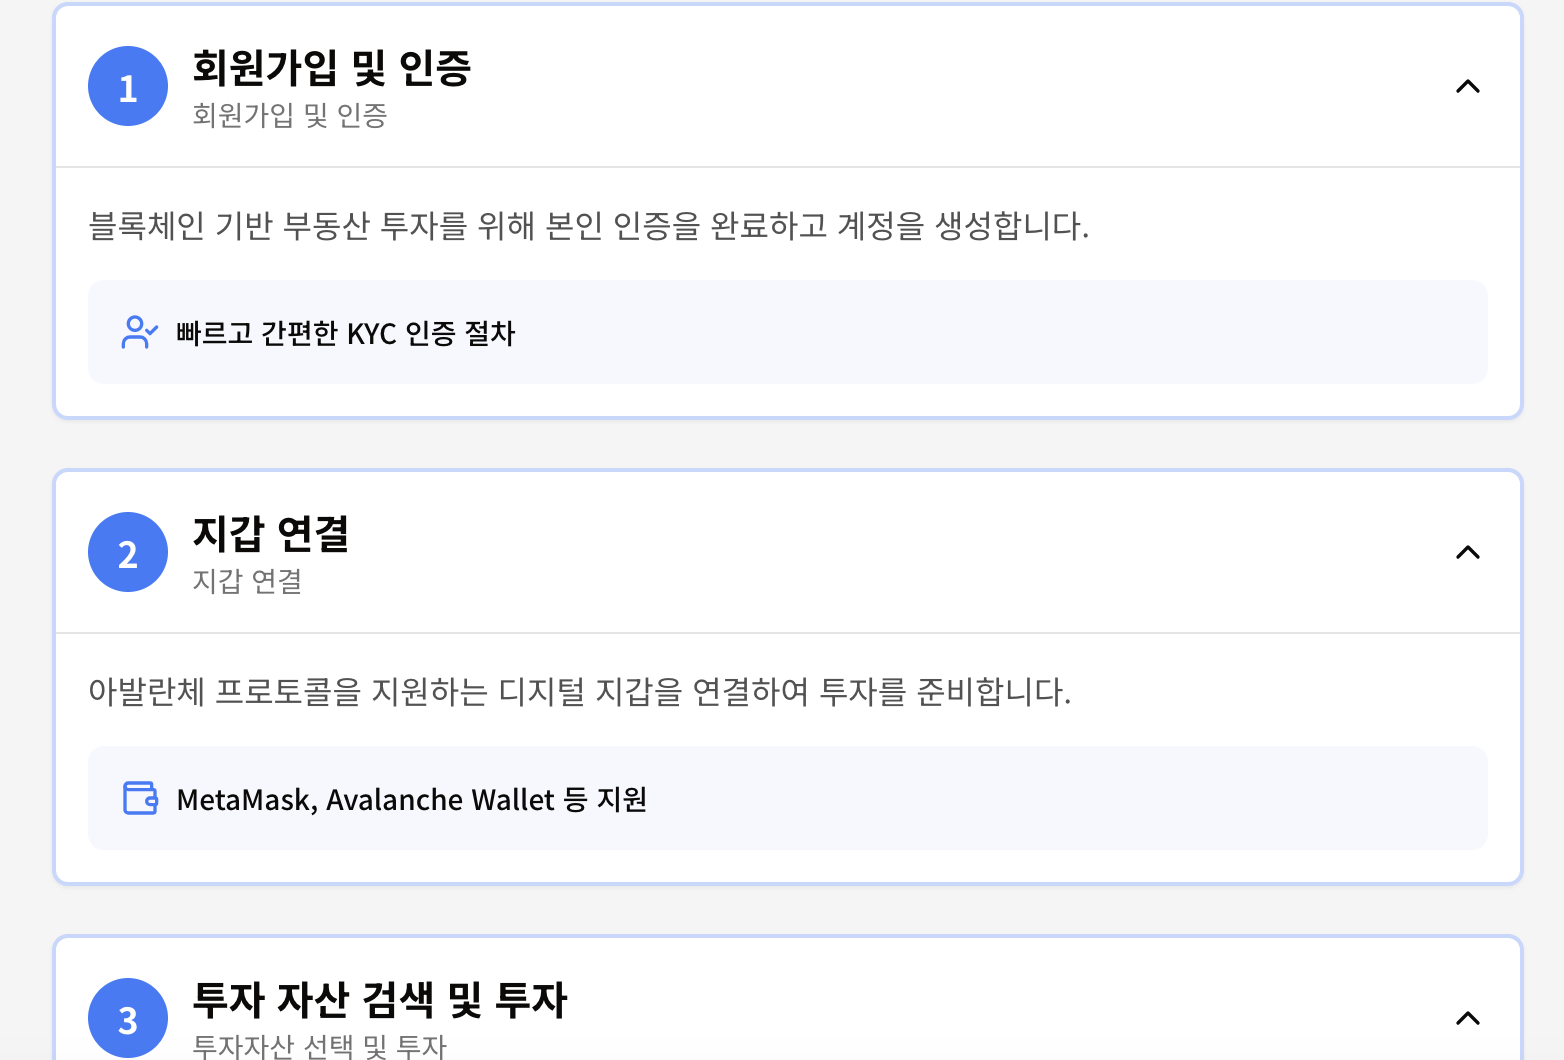 1
회원가입 및 인증
회원가입 및 인증
블록체인 기반 부동산 투자를 위해 본인 인증을 완료하고 계정을 생성합니다.
빠르고 간편한 KYC 인증 절차
2
지갑 연결
지갑 연결
아발란체 프로토콜을 지원하는 디지털 지갑을 연결하여 투자를 준비합니다.
MetaMask, Avalanche Wallet 등 지원
3
투자 자산 검색 및 투자
투자자산 선택 및 투자